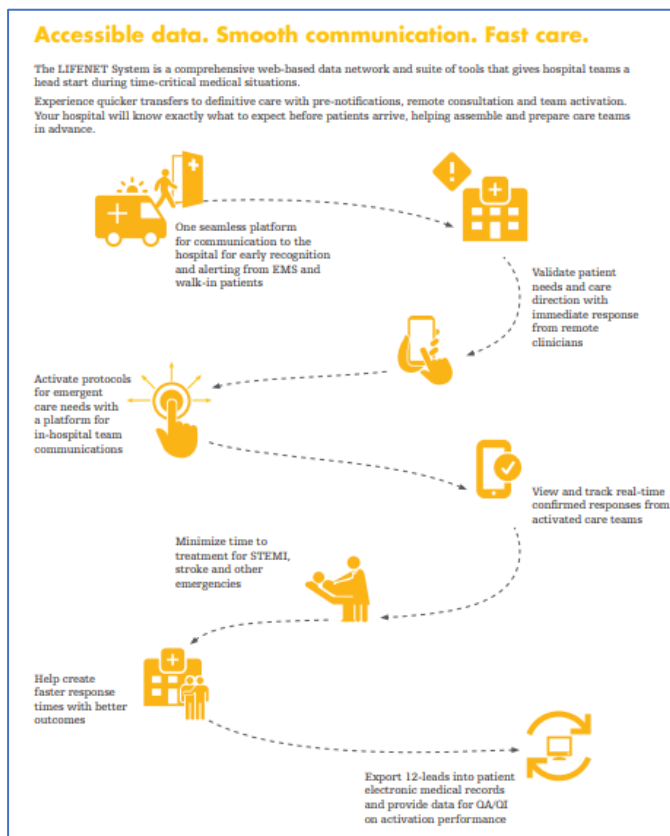 Accessible data. Smooth communication. Fast care.
The LIFENET System is a comprehensive web-based data network and suite of tools that gives hospital teams a
head start during time-critical medical situations.
Experience quicker transfers to definitive care with pre-notifications, remote consultation and team activation.
Your hospital will know exactly what to expect before patients arrive, helping assemble and prepare care teams
in advance.
One seamless platform
for communication to the
hospital for early recognition
and alerting from EMS and
walk-in patients
Validate patient
needs and care
direction with
immediate response
from remote
clinicians
Activate protocols
for emergent
care needs with
a platform for
in-hospital team
communications
View and track real-time
confirmed responses from
activated care teams
Minimize time to
treatment for STEMI,
stroke and other
emergencies
Help create
faster response
times with better
outcomes
Export 12-leads into patient
electronic medical records
and provide data for QA/QI
on activation performance